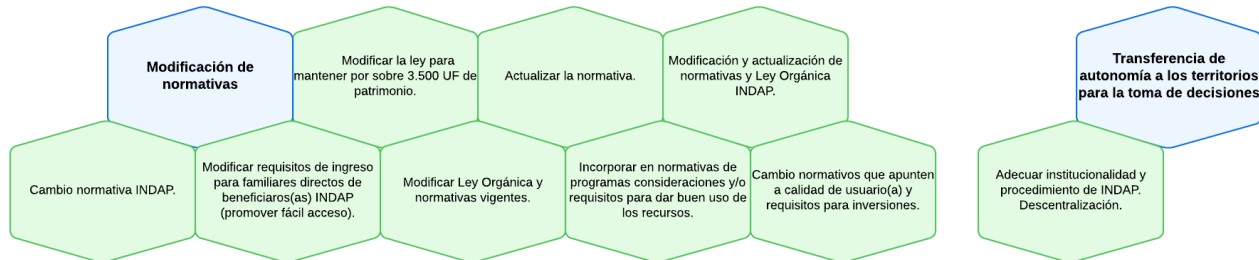 Modificación de
normativas
Modificar la ley para
mantener por sobre 3.500 UF de
patrimonio.
Actualizar la normativa.
Modificación y actualización de
normativas y Ley Orgánica
INDAP.
Cambio normativa INDAP.
Modificar requisitos de ingreso
para familiares directos de
beneficiaros(as) INDAP
(promover fácil acceso).
Modificar Ley Orgánica y
normativas vigentes.
Incorporar en normativas de
programas consideraciones y/o
requisitos para dar buen uso de
los recursos.
Cambio normativos que apunten
a calidad de usuario(a) y
requisitos para inversiones.
Transferencia de
autonomía a los territorios
para la toma de decisiones
Adecuar institucionalidad y
procedimiento de INDAP.
Descentralización.